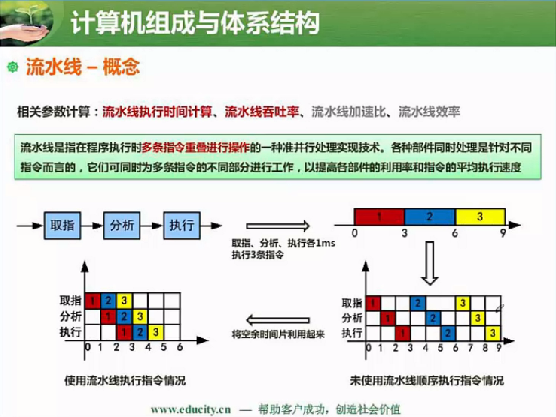 计算机组成与体系结构
流水线 – 概念
相关参数计算：流水线执行时间计算、流水线吞吐率、流水线加速比、流水线效率
流水线是指在程序执行时多条指令重叠进行操作的一种准并行处理实现技术。各种部件同时处理是针对不同
指令而言的，它们可同时为多条指令的不同部分进行工作，以提高各部件的利用率和指令的平均执行速度
取指 分析 执行
取指、分析、执行各1ms
执行3条指令
1 2 3
0 3 6 9
取指 1 2 3
分析 1 2 3
执行 1 2 3
0 1 2 3 4 5 6
将空余时间片利用起来
取指 1 2 3
分析 1 2 3
执行 1 2 3
0 1 2 3 4 5 6 7 8 9
使用流水线执行指令情况
未使用流水线顺序执行指令情况
www.educity.cn — 帮助客户成功，创造社会价值